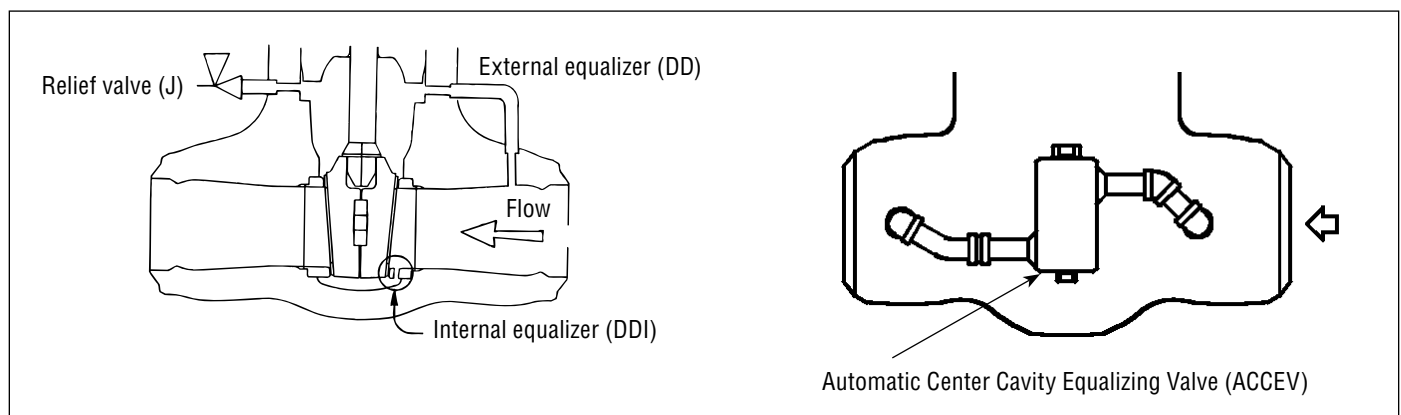 Relief valve (J)
External equalizer (DD)
Flow
Internal equalizer (DDI)
Automatic Center Cavity Equalizing Valve (ACCEV)